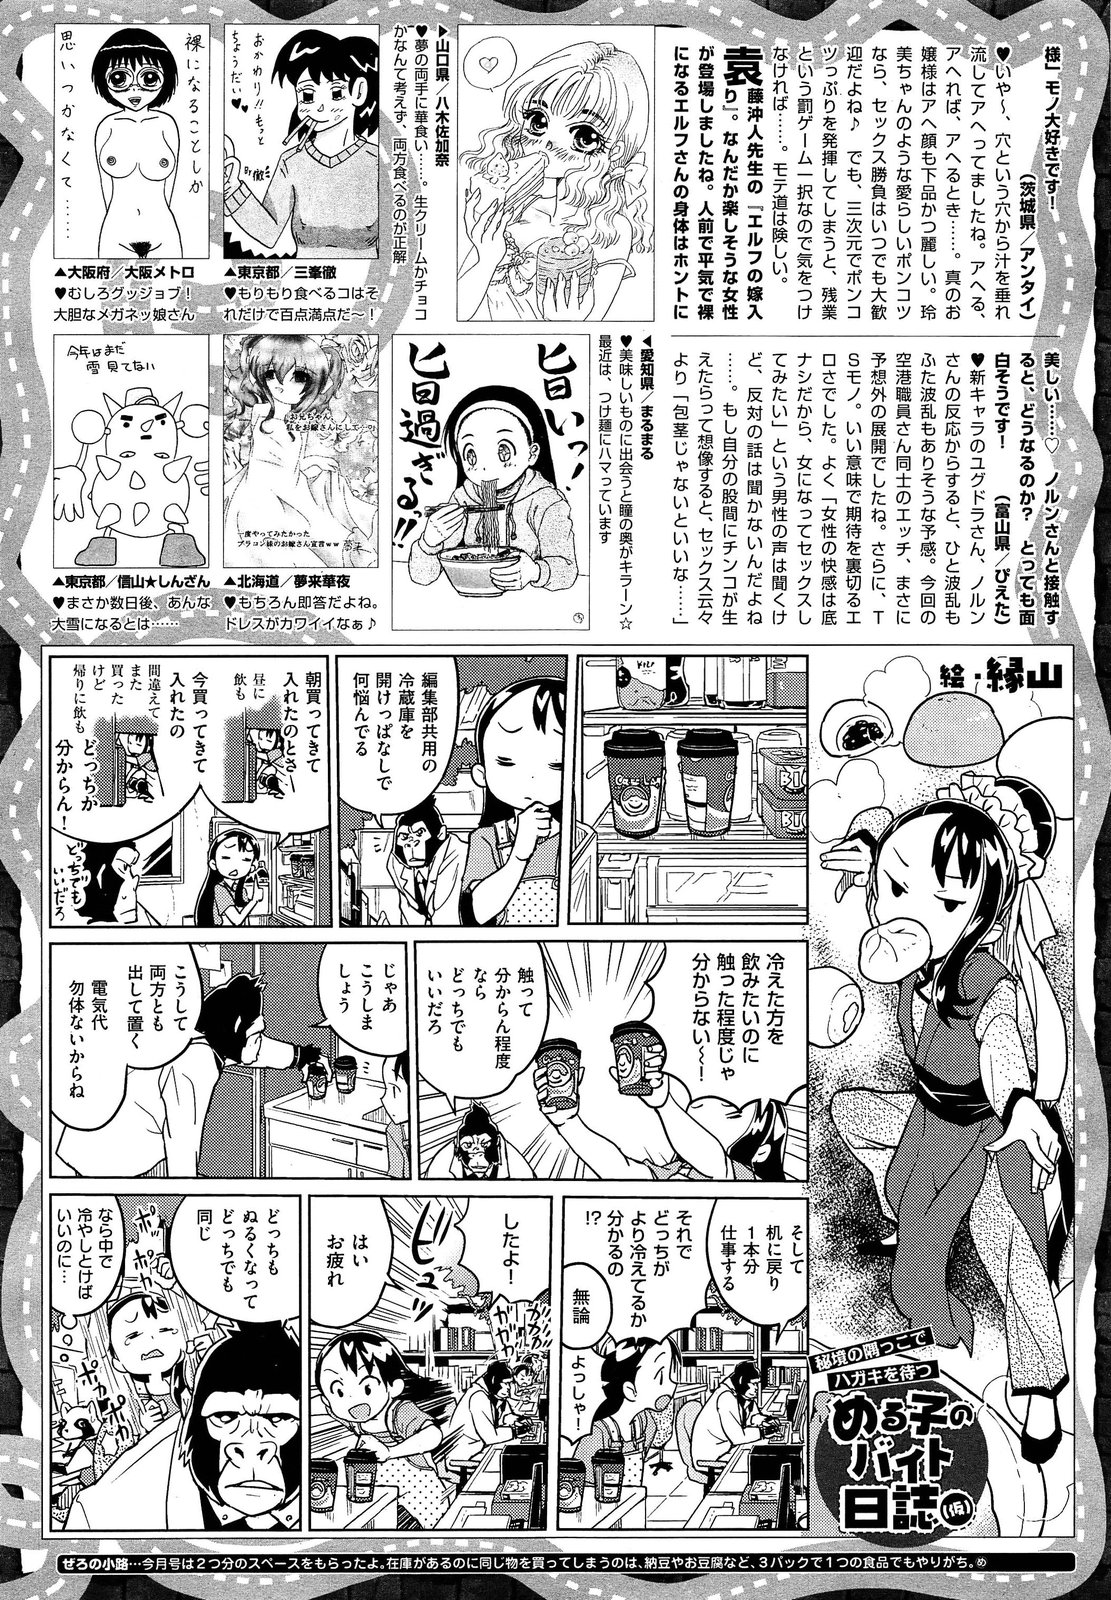 様」モノ大好きです!
(茨城県／アンタイ)
♥いや〜、穴という穴から汁を垂れ
流してアヘってましたね。アヘる、
アヘれば、アヘるとき……。真のお
嬢様はアヘ顔も下品かつ麗しい。玲
美ちゃんのような愛らしいポンコツ
なら、セックス勝負はいつでも大歓
迎だよね♪ でも、三次元でポンコ
ツっぷりを発揮してしまうと、残業
という罰ゲーム一択なので気をつけ
なければ……。モテ道は険しい。
袁藤沖人先生の『エルフの嫁入
り』。なんだか楽しそうな女性
が登場しましたね。人前で平気で裸
になるエルフさんの身体はホントに
美しい……♡ ノルンさんと接触す
ると、どうなるのか? とっても面
白そうです! (富山県／ぴえた)
♥新キャラのユグドラさん、ノルン
さんの反応からすると、ひと波乱も
ふた波乱もありそうな予感。今回の
空港職員さん同士のエッチ、まさに
予想外の展開でしたね。さらに、T
Sモノ。いい意味で期待を裏切るエ
ロさでした。よく「女性の快感は底
ナシだから、女になってセックスし
てみたい」という男性の声は聞くけ
ど、反対の話は聞かないんだよね
……。もし自分の股間にチンコが生
えたらって想像すると、セックス云々
より「包茎じゃないといいな……」
▶山口県／八木佐加奈
♥夢の両手に華食い……。生クリームかチョコ
かなんて考えず、両方食べるのが正解
おかわり!!もっと
ちょうだい♥
▲東京都／三峯徹
♥もりもり食べるコはそ
れだけで百点満点だ〜!
裸になることしか
思いつかなくて……
▲大阪府／大阪メトロ
♥むしろグッジョブ!
大胆なメガネッ娘さん
旨いっ!
旨過ぎるっ!!
◀愛知県／まるまる
♥美味しいものに出会うと瞳の奥がキラーン☆
最近は、つけ麺にハマっています
お兄ちゃん、
私をお嫁さんにして…
一度やってみたかった
ブラコン妹のお嫁さん宣言ww
▲北海道／夢来華夜
♥もちろん即答だよね。
ドレスがカワイイなぁ♪
今年はまだ
雪見てない
▲東京都／信山★しんざん
♥まさか数日後、あんな
大雪になるとは……
絵・縁山
秘境の隅っこで
ハガキを待つ
める子の
バイト
日誌(仮)
編集部共用の
冷蔵庫を
開けっぱなしで
何悩んでる
朝買ってきて
入れたのとさ
昼に
飲も
今買ってきて
入れたの
間違えて
また
買った
けど
帰りに飲も
どっちが
分からん!
どっちでも
いいだろ
冷えた方を
飲みたいのに
触った程度じゃ
分からない〜!
触って
分からん程度
なら
どっちでも
いいだろ
じゃあ
こうしま
しょう
こうして
両方とも
出して置く
電気代
勿体ないからね
そして
机に戻り
1本分
仕事する
それで
どっちが
より冷えてるか
分かるの
!?
無論
よっしゃ!
したよ!
はい
お疲れ
どっちも
ぬるくなって
どっちでも
同じ
なら中で
冷やしとけば
いいのに…
ポカ
ポカ
ぜろの小路…今月号は2つ分のスペースをもらったよ。在庫があるのに同じ物を買ってしまうのは、納豆やお豆腐など、3パックで1つの食品でもやりがち。め